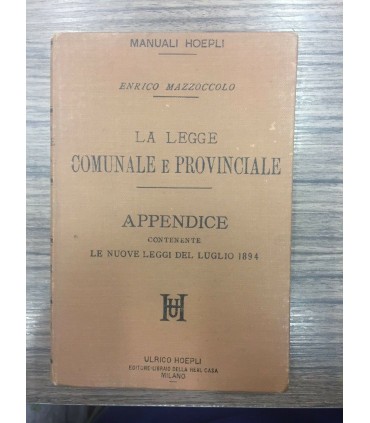 MANUALI HOEPLI
ENRICO MAZZOCCOLO
LA LEGGE
COMUNALE E PROVINCIALE
APPENDICE
CONTENENTE
LE NUOVE LEGGI DEL LUGLIO 1894
UH
ULRICO HOEPLI
EDITORE-LIBRAIO DELLA REAL CASA
MILANO